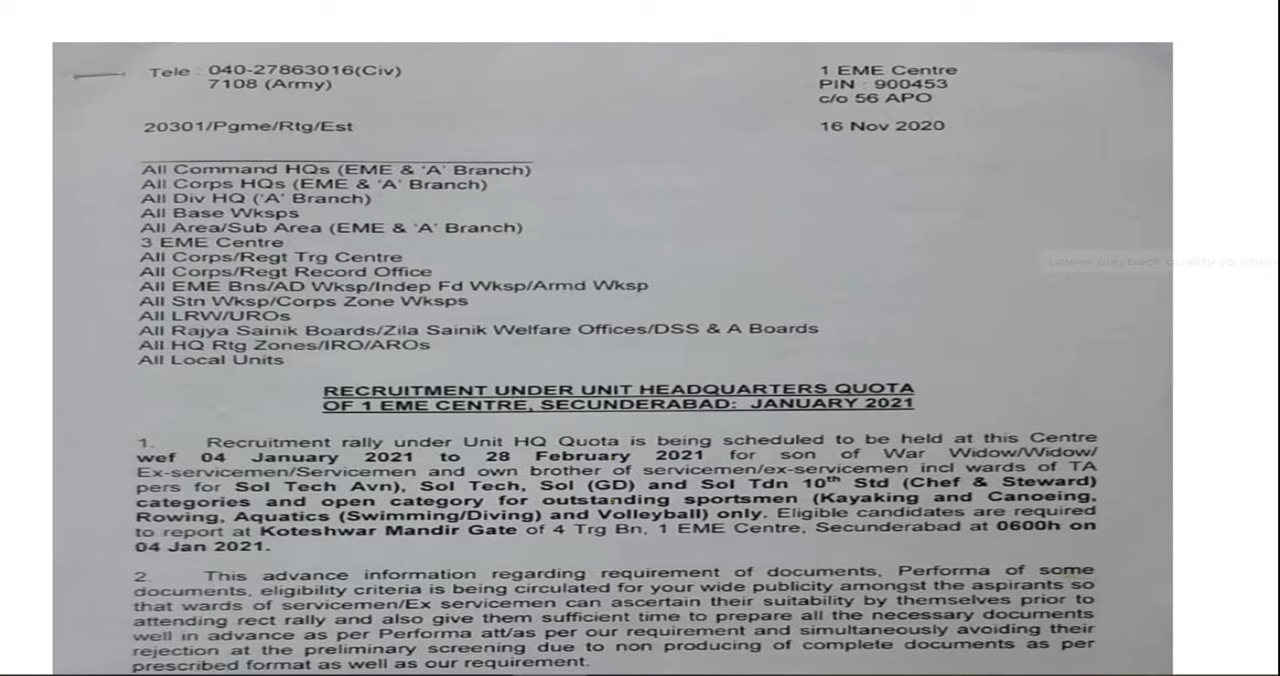 Tele : 040-27863016(Civ)
7108 (Army)
1 EME Centre
PIN : 900453
c/o 56 APO
20301/Pgme/Rtg/Est
16 Nov 2020
All Command HQs (EME & 'A' Branch)
All Corps HQs (EME & 'A' Branch)
All Div HQ ('A' Branch)
All Base Wksps
All Area/Sub Area (EME & 'A' Branch)
3 EME Centre
All Corps/Regt Trg Centre
All Corps/Regt Record Office
All EME Bns/AD Wksp/Indep Fd Wksp/Armd Wksp
All Stn Wksp/Corps Zone Wksps
All LRW/UROs
All Rajya Sainik Boards/Zila Sainik Welfare Offices/DSS & A Boards
All HQ Rtg Zones/IRO/AROs
All Local Units
RECRUITMENT UNDER UNIT HEADQUARTERS QUOTA
OF 1 EME CENTRE, SECUNDERABAD: JANUARY 2021
1. Recruitment rally under Unit HQ Quota is being scheduled to be held at this Centre
wef 04 January 2021 to 28 February 2021 for son of War Widow/Widow/
Ex-servicemen/Servicemen and own brother of servicemen/ex-servicemen incl wards of TA
pers for Sol Tech Avn), Sol Tech, Sol (GD) and Sol Tdn 10th Std (Chef & Steward)
categories and open category for outstanding sportsmen (Kayaking and Canoeing,
Rowing, Aquatics (Swimming/Diving) and Volleyball) only. Eligible candidates are required
to report at Koteshwar Mandir Gate of 4 Trg Bn, 1 EME Centre, Secunderabad at 0600h on
04 Jan 2021.
2. This advance information regarding requirement of documents, Performa of some
documents, eligibility criteria is being circulated for your wide publicity amongst the aspirants so
that wards of servicemen/Ex servicemen can ascertain their suitability by themselves prior to
attending rect rally and also give them sufficient time to prepare all the necessary documents
well in advance as per Performa att/as per our requirement and simultaneously avoiding their
rejection at the preliminary screening due to non producing of complete documents as per
prescribed format as well as our requirement.
Lower playback quality to impr